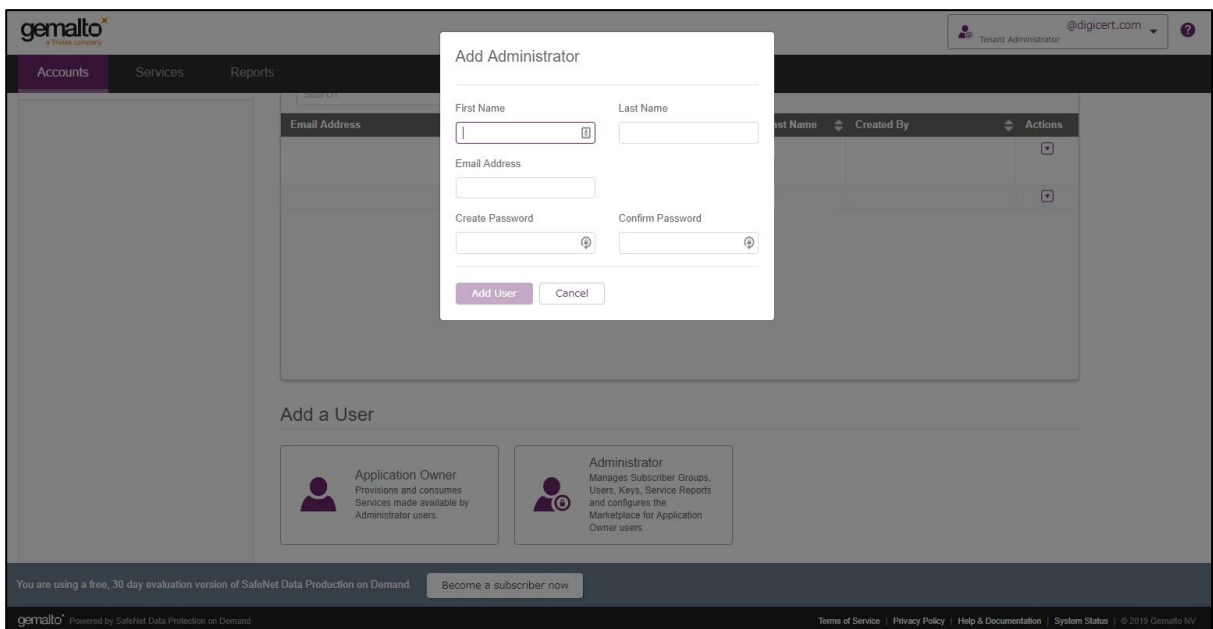 gemalto
a Thales company
@digicert.com
Tenant Administrator
?
Accounts
Services
Reports
Search
Email Address
ast Name
Created By
Actions
Add Administrator
First Name
Last Name
Email Address
Create Password
Confirm Password
Add User
Cancel
Add a User
Application Owner
Provisions and consumes
Services made available by
Administrator users.
Administrator
Manages Subscriber Groups,
Users, Keys, Service Reports
and configures the
Marketplace for Application
Owner users.
You are using a free, 30 day evaluation version of SafeNet Data Production on Demand.
Become a subscriber now
gemalto Powered by SafeNet Data Protection on Demand
Terms of Service | Privacy Policy | Help & Documentation | System Status | © 2019 Gemalto NV